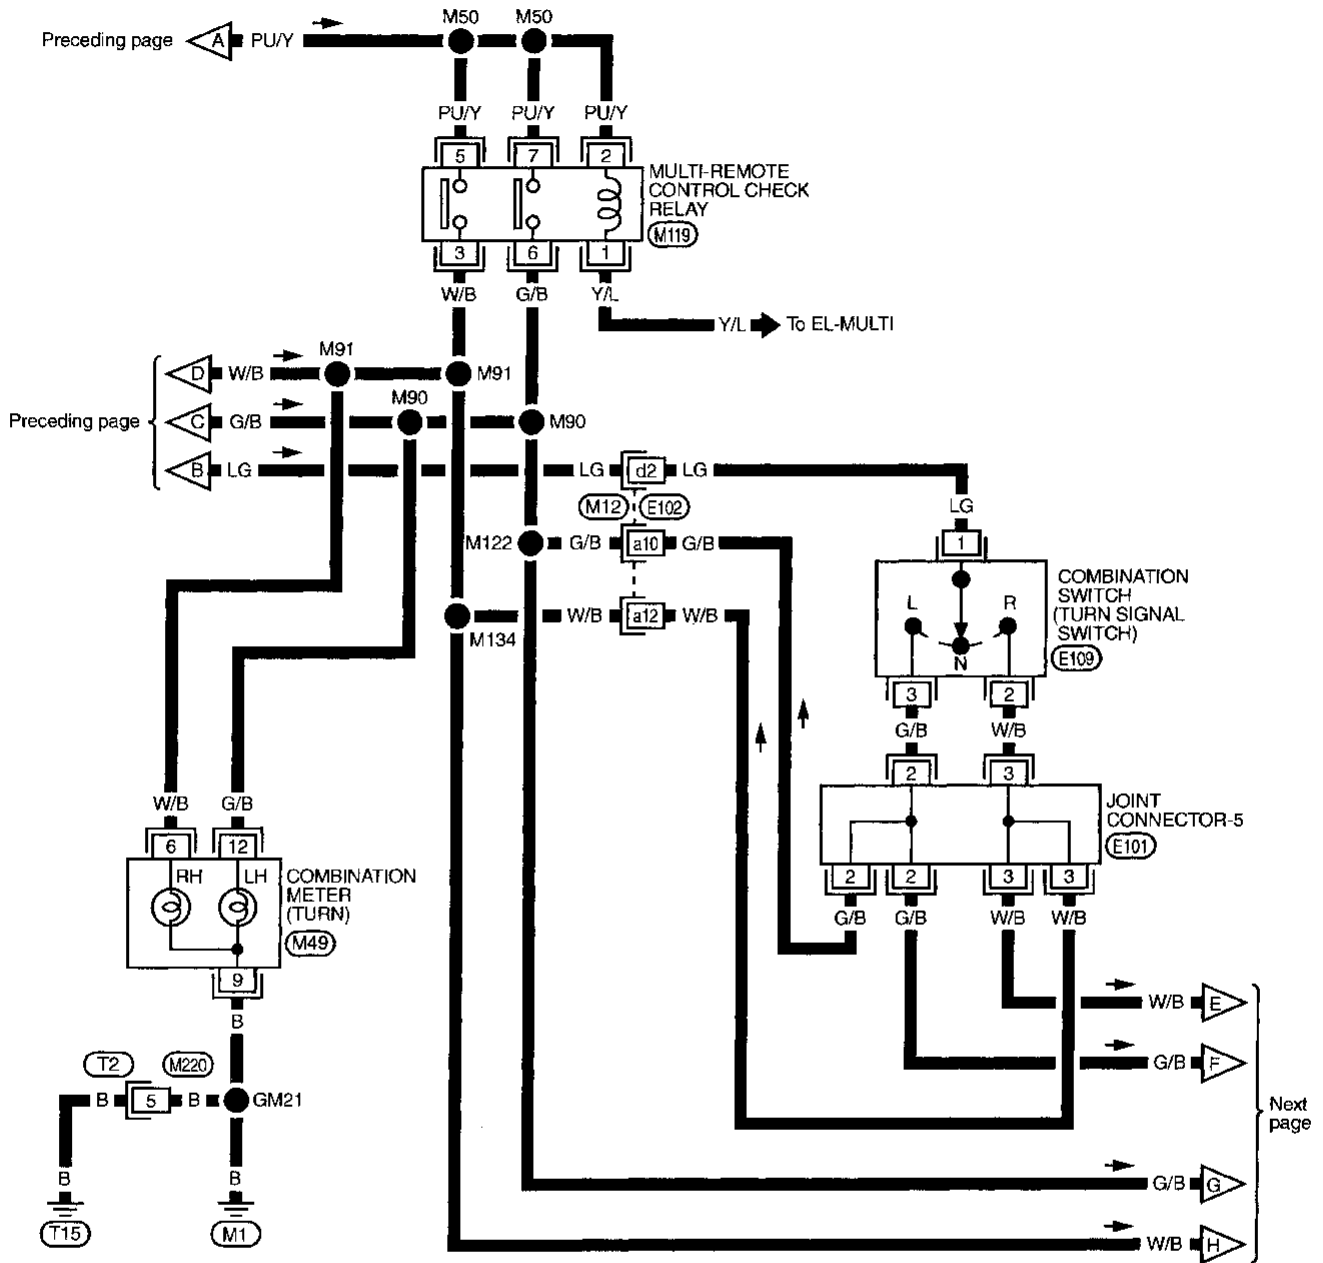 M50 M50
Preceding page A PU/Y
PU/Y PU/Y PU/Y
5 7 2
MULTI-REMOTE
CONTROL CHECK
RELAY
M119
3 6 1
W/B G/B Y/L
Y/L To EL-MULTI
M91
D W/B M91
M90
Preceding page C G/B M90
B LG LG d2 LG
M12 E102
LG
1
M122 G/B a10 G/B
COMBINATION
SWITCH
(TURN SIGNAL
SWITCH)
E109
L R
N
W/B a12 W/B
M134
3 2
G/B W/B
2 3
JOINT
CONNECTOR-5
E101
2 2 3 3
G/B G/B W/B W/B
W/B G/B
6 12
RH LH
COMBINATION
METER
(TURN)
M49
9
B
W/B E
G/B F
T2 M220
B 5 B GM21
Next
page
B B
G/B G
T15 M1
W/B H